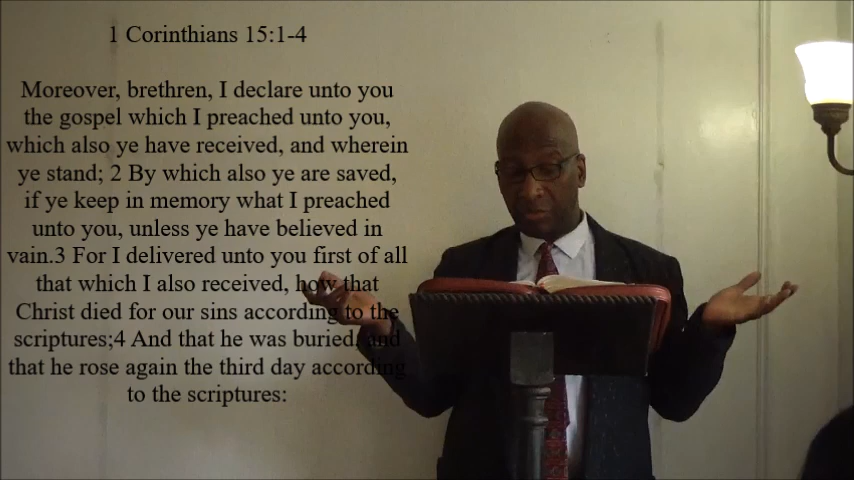 1 Corinthians 15:1-4
Moreover, brethren, I declare unto you
the gospel which I preached unto you,
which also ye have received, and wherein
ye stand; 2 By which also ye are saved,
if ye keep in memory what I preached
unto you, unless ye have believed in
vain.3 For I delivered unto you first of all
that which I also received, how that
Christ died for our sins according to the
scriptures;4 And that he was buried, and
that he rose again the third day according
to the scriptures: